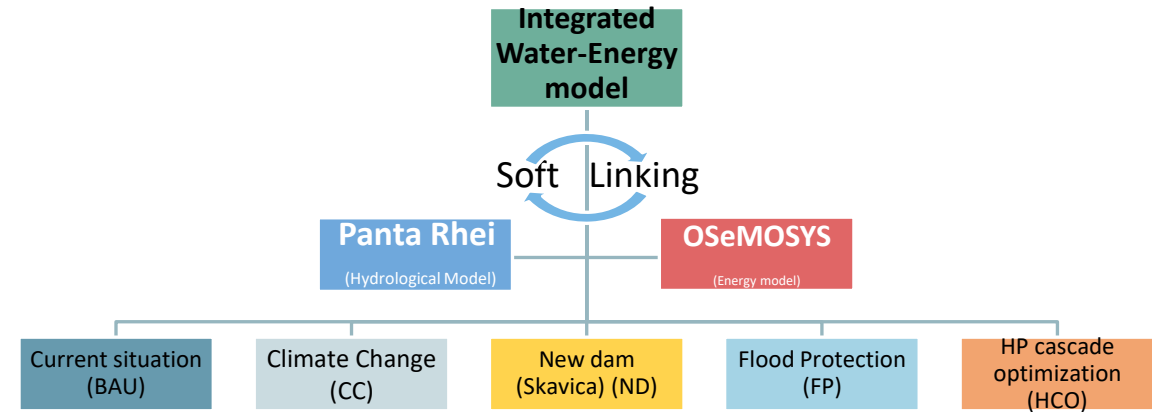 Integrated
Water-Energy
model
Soft Linking
Panta Rhei
(Hydrological Model)
OSeMOSYS
(Energy model)
Current situation
(BAU)
Climate Change
(CC)
New dam
(Skavica) (ND)
Flood Protection
(FP)
HP cascade
optimization
(HCO)